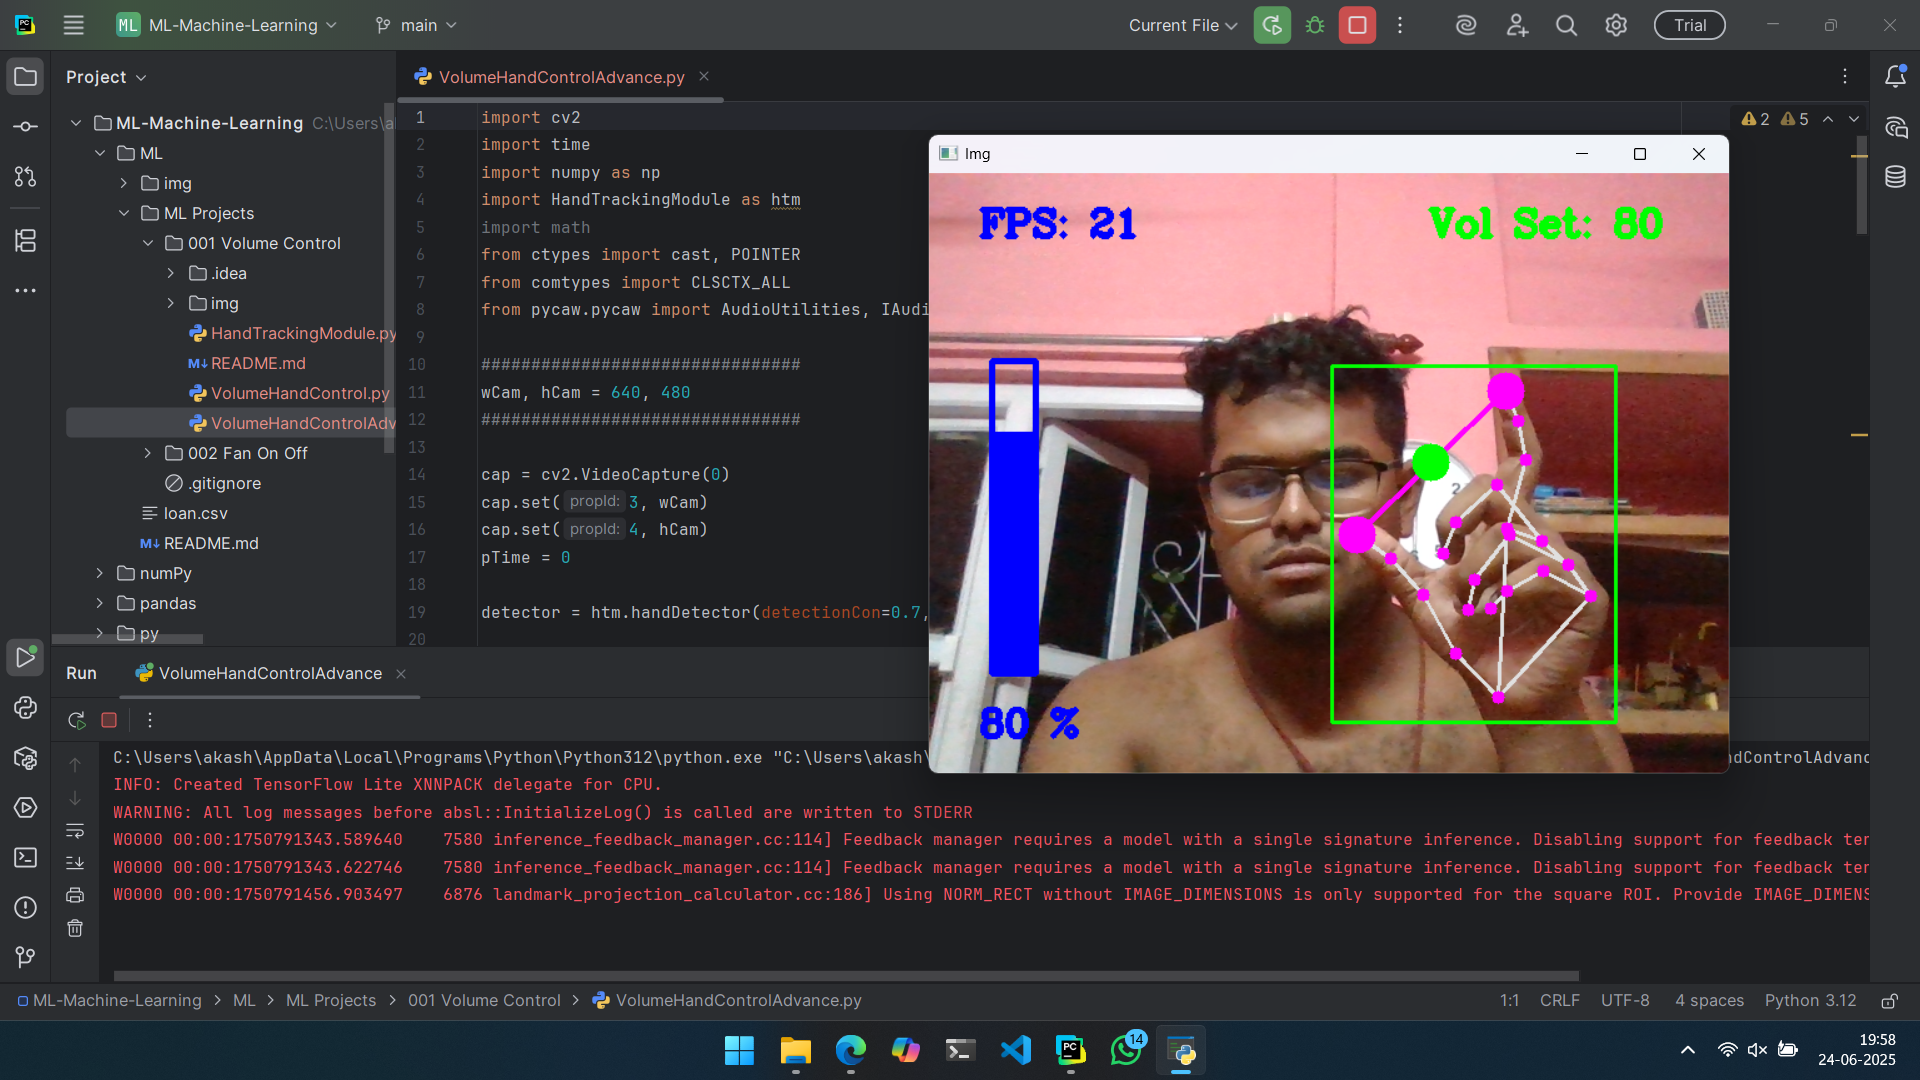 PC
ML ML-Machine-Learning
main
Current File
Trial
Project
VolumeHandControlAdvance.py
ML-Machine-Learning C:\Users\a
ML
img
ML Projects
001 Volume Control
.idea
img
HandTrackingModule.py
M↓ README.md
VolumeHandControl.py
VolumeHandControlAdv
002 Fan On Off
.gitignore
loan.csv
M↓ README.md
numPy
pandas
py
1 import cv2
2 import time
3 import numpy as np
4 import HandTrackingModule as htm
5 import math
6 from ctypes import cast, POINTER
7 from comtypes import CLSCTX_ALL
8 from pycaw.pycaw import AudioUtilities, IAudi
9
10 ################################
11 wCam, hCam = 640, 480
12 ################################
13
14 cap = cv2.VideoCapture(0)
15 cap.set( propId: 3, wCam)
16 cap.set( propId: 4, hCam)
17 pTime = 0
18
19 detector = htm.handDetector(detectionCon=0.7,
20
2 5
Img
FPS: 21
Vol Set: 80
80 %
2
Run VolumeHandControlAdvance
C:\Users\akash\AppData\Local\Programs\Python\Python312\python.exe "C:\Users\akash\ ndControlAdvanc
INFO: Created TensorFlow Lite XNNPACK delegate for CPU.
WARNING: All log messages before absl::InitializeLog() is called are written to STDERR
W0000 00:00:1750791343.589640 7580 inference_feedback_manager.cc:114] Feedback manager requires a model with a single signature inference. Disabling support for feedback ten
W0000 00:00:1750791343.622746 7580 inference_feedback_manager.cc:114] Feedback manager requires a model with a single signature inference. Disabling support for feedback ten
W0000 00:00:1750791456.903497 6876 landmark_projection_calculator.cc:186] Using NORM_RECT without IMAGE_DIMENSIONS is only supported for the square ROI. Provide IMAGE_DIMENS
ML-Machine-Learning > ML > ML Projects > 001 Volume Control > VolumeHandControlAdvance.py
1:1 CRLF UTF-8 4 spaces Python 3.12
PC
14
19:58
24-06-2025